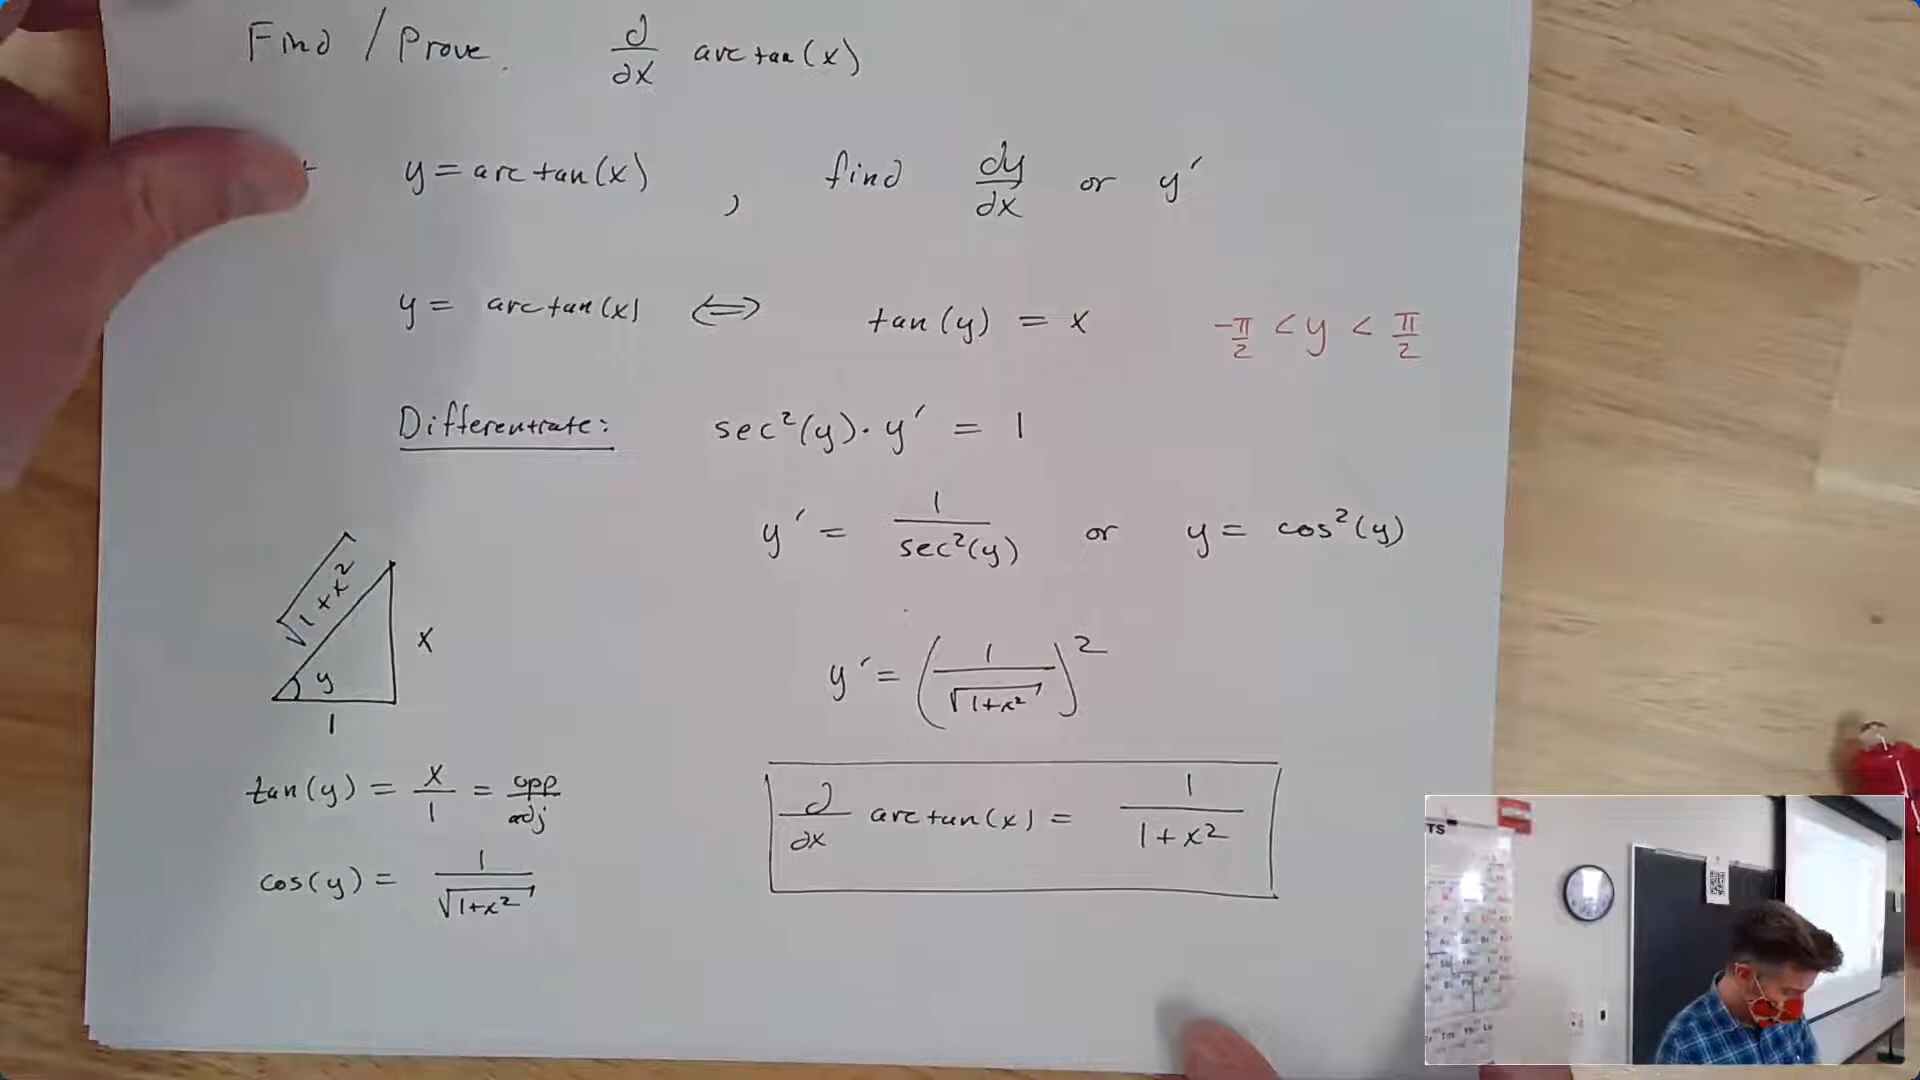 Find / Prove. d/dx arctan(x)
y = arctan(x) , find dy/dx or y′
y = arctan(x) ⟺ tan(y) = x -π/2 < y < π/2
Differentiate: sec²(y)· y′ = 1
y′ = 1/sec²(y) or y = cos²(y)
√1+x²
x
y
1
y′ = (1/√1+x²)²
tan(y) = x/1 = opp/adj
d/dx arctan(x) = 1/1+x²
cos(y) = 1/√1+x²
TS